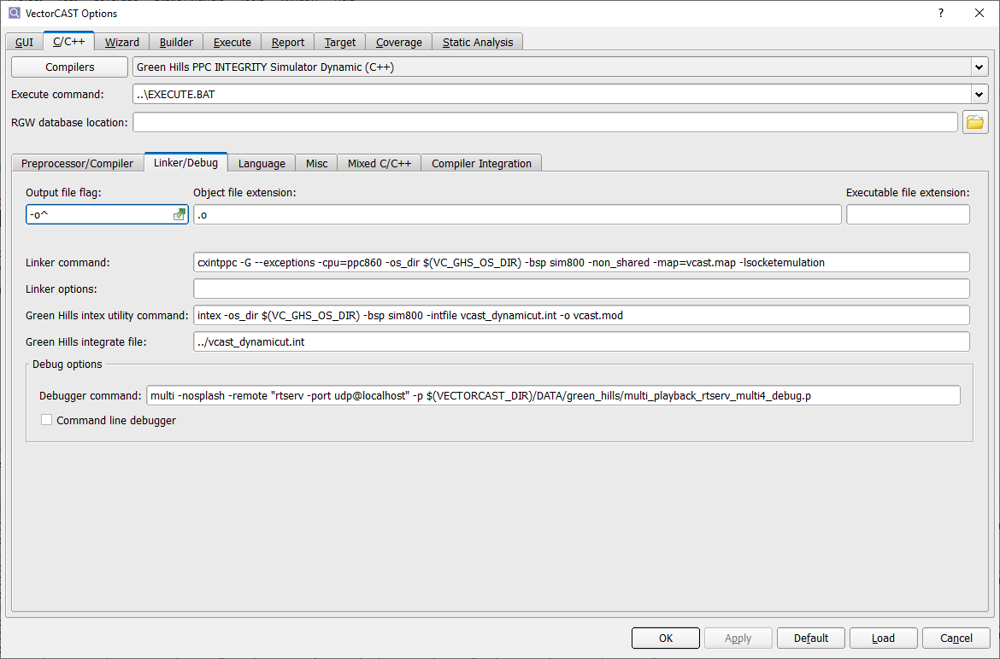 VectorCAST Options
?
GUI C/C++ Wizard Builder Execute Report Target Coverage Static Analysis
Compilers Green Hills PPC INTEGRITY Simulator Dynamic (C++)
Execute command: ..\EXECUTE.BAT
RGW database location:
Preprocessor/Compiler Linker/Debug Language Misc Mixed C/C++ Compiler Integration
Output file flag: Object file extension: Executable file extension:
-o^ .o
Linker command: cxintppc -G --exceptions -cpu=ppc860 -os_dir $(VC_GHS_OS_DIR) -bsp sim800 -non_shared -map=vcast.map -lsocketemulation
Linker options:
Green Hills intex utility command: intex -os_dir $(VC_GHS_OS_DIR) -bsp sim800 -intfile vcast_dynamicut.int -o vcast.mod
Green Hills integrate file: ../vcast_dynamicut.int
Debug options
Debugger command: multi -nosplash -remote "rtserv -port udp@localhost" -p $(VECTORCAST_DIR)/DATA/green_hills/multi_playback_rtserv_multi4_debug.p
Command line debugger
OK Apply Default Load Cancel